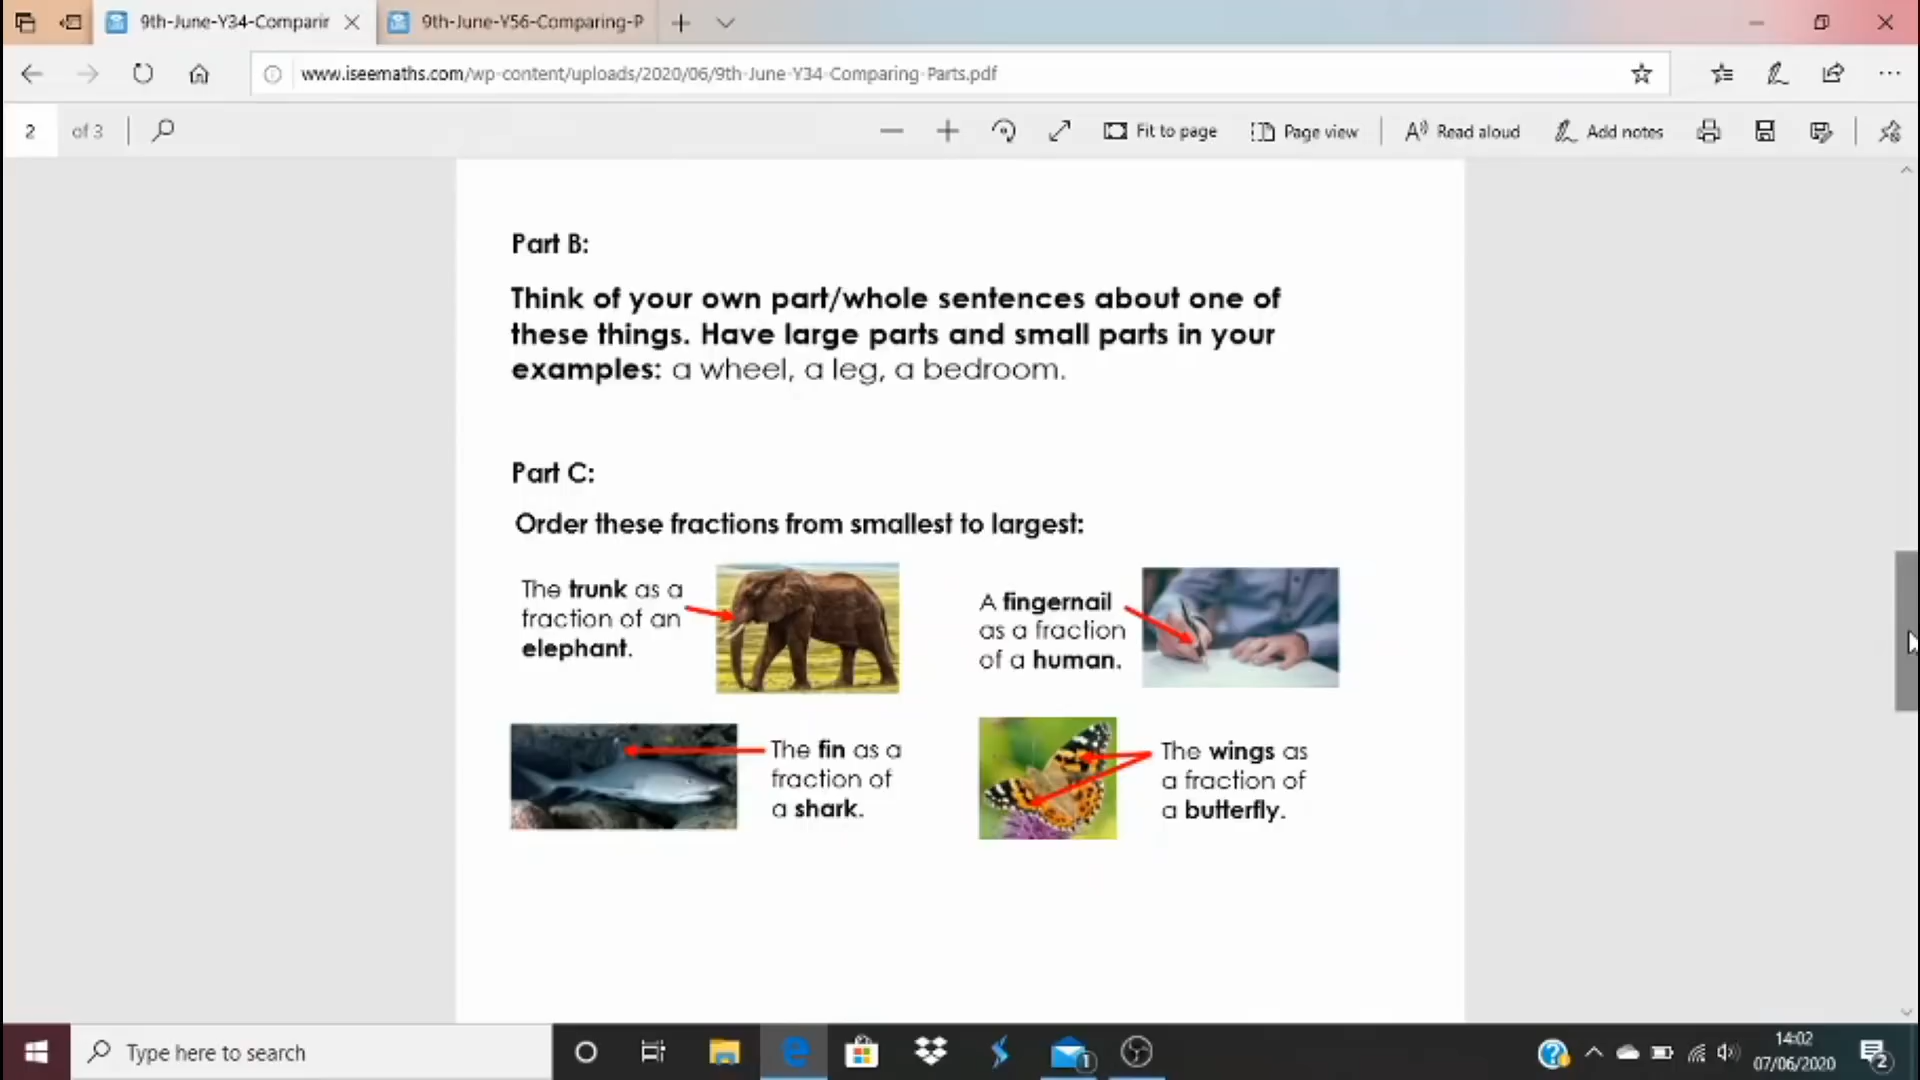 9th-June-Y34-Comparin
9th-June-Y56-Comparing-P
www.iseemaths.com/wp-content/uploads/2020/06/9th-June-Y34-Comparing-Parts.pdf
2 of 3
Fit to page
Page view
Read aloud
Add notes
Part B:
Think of your own part/whole sentences about one of
these things. Have large parts and small parts in your
examples: a wheel, a leg, a bedroom.
Part C:
Order these fractions from smallest to largest:
The trunk as a
fraction of an
elephant.
A fingernail
as a fraction
of a human.
The fin as a
fraction of
a shark.
The wings as
a fraction of
a butterfly.
Type here to search
1
14:02
07/06/2020
2